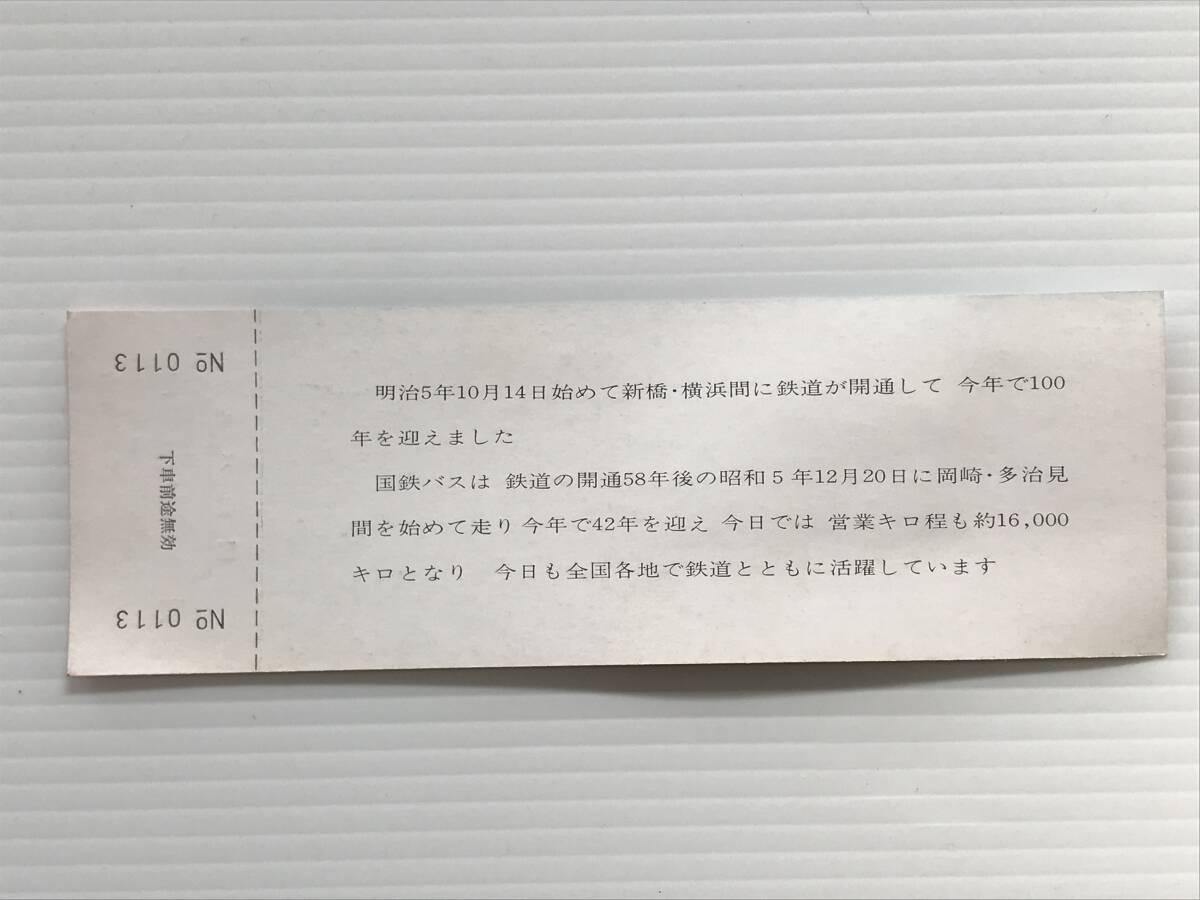 № 0113
下車前途無効
№ 0113
明治5年10月14日始めて新橋・横浜間に鉄道が開通して 今年で100
年を迎えました
国鉄バスは 鉄道の開通58年後の昭和5年12月20日に岡崎・多治見
間を始めて走り 今年で42年を迎え 今日では 営業キロ程も約16,000
キロとなり 今日も全国各地で鉄道とともに活躍しています